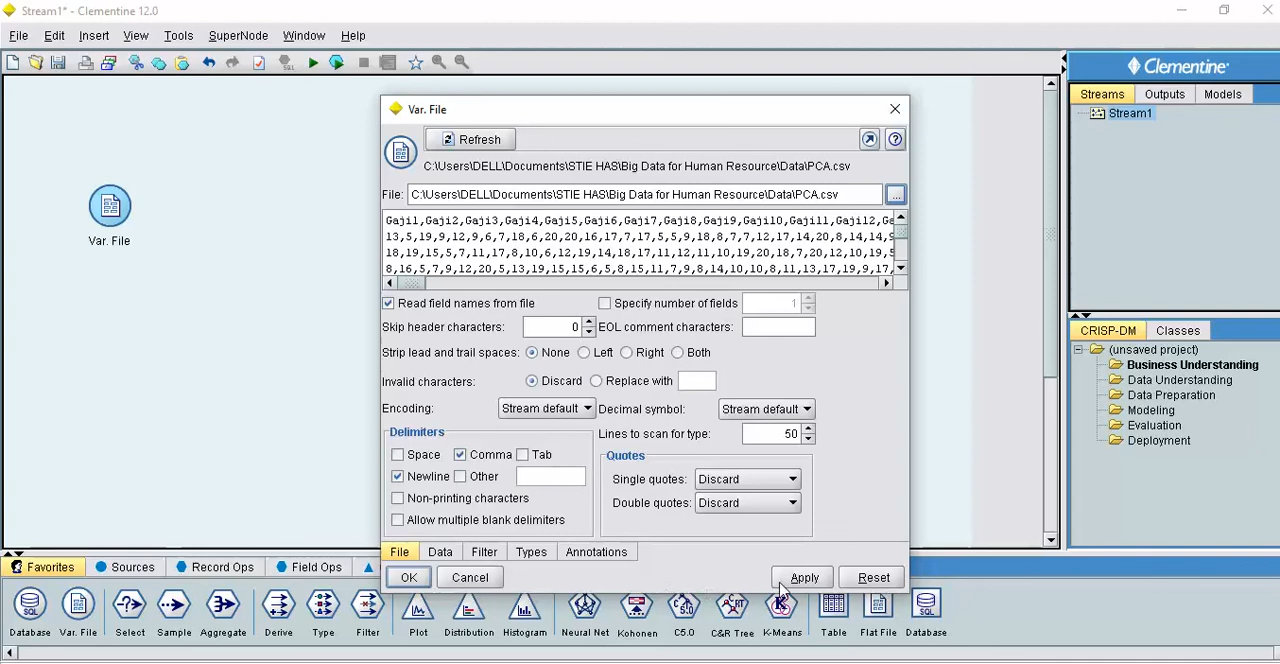 Stream1* - Clementine 12.0
File Edit Insert View Tools SuperNode Window Help
Clementine
Streams Outputs Models
Stream1
Var. File
Var. File
Refresh
C:\Users\DELL\Documents\STIE HAS\Big Data for Human Resource\Data\PCA.csv
File: C:\Users\DELL\Documents\STIE HAS\Big Data for Human Resource\Data\PCA.csv ...
Gaji1,Gaji2,Gaji3,Gaji4,Gaji5,Gaji6,Gaji7,Gaji8,Gaji9,Gaji10,Gaji11,Gaji12,Ga
13,5,19,9,12,9,6,7,18,6,20,20,16,17,7,17,5,5,9,18,8,7,7,12,17,14,20,8,14,14,9
18,19,15,5,7,11,17,8,10,6,12,19,14,18,17,11,12,11,10,20,18,7,20,12,10,19,5
8,16,5,7,9,12,20,5,13,19,15,15,6,5,8,15,11,7,9,8,14,10,10,8,11,13,17,19,9,17,
Read field names from file Specify number of fields 1
Skip header characters: 0 EOL comment characters:
Strip lead and trail spaces: None Left Right Both
Invalid characters: Discard Replace with
Encoding: Stream default Decimal symbol: Stream default
Delimiters Lines to scan for type: 50
Space Comma Tab Quotes
Newline Other Single quotes: Discard
Non-printing characters Double quotes: Discard
Allow multiple blank delimiters
File Data Filter Types Annotations
OK Cancel Apply Reset
CRISP-DM Classes
(unsaved project)
Business Understanding
Data Understanding
Data Preparation
Modeling
Evaluation
Deployment
Favorites Sources Record Ops Field Ops
Database Var. File Select Sample Aggregate Derive Type Filter Plot Distribution Histogram Neural Net Kohonen C5.0 C&R Tree K-Means Table Flat File Database